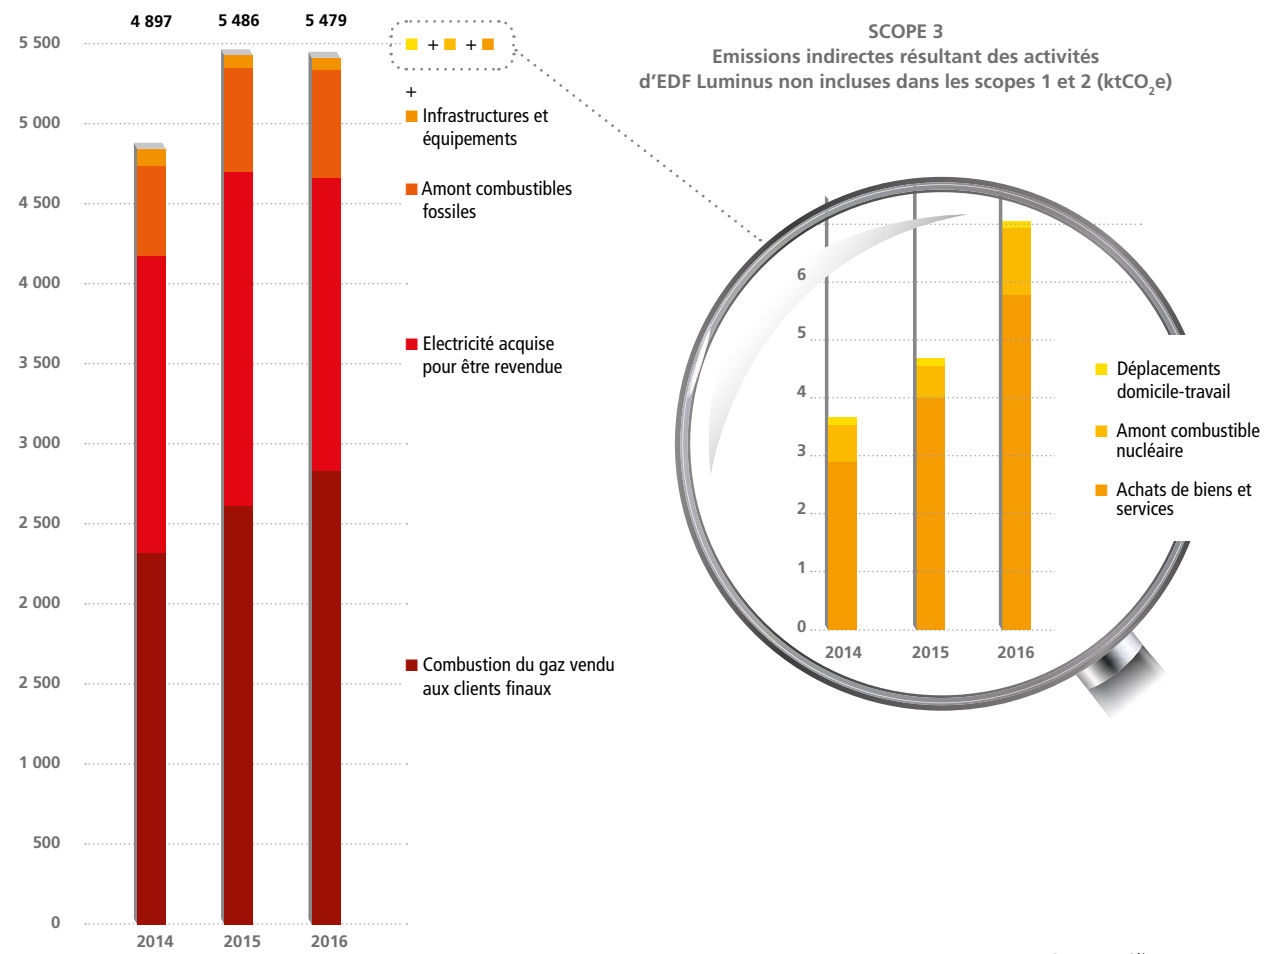 4 897
5 486
5 479
SCOPE 3
Emissions indirectes résultant des activités
d'EDF Luminus non incluses dans les scopes 1 et 2 (ktCO2e)
5 500
5 000
4 500
4 000
3 500
3 000
2 500
2 000
2 500
1 000
500
0
2014
2015
2016
+ +
+
Infrastructures et
équipements
Amont combustibles
fossiles
Electricité acquise
pour être revendue
Combustion du gaz vendu
aux clients finaux
6
5
4
3
2
1
0
2014
2015
2016
Déplacements
domicile-travail
Amont combustible
nucléaire
Achats de biens et
services